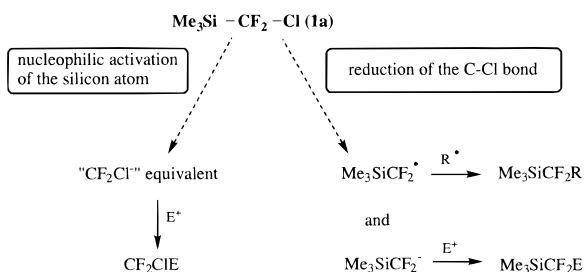 Me₃Si – CF₂ – Cl (1a)
nucleophilic activation
of the silicon atom
reduction of the C-Cl bond
"CF₂Cl⁻" equivalent
E⁺
CF₂ClE
Me₃SiCF₂• R• Me₃SiCF₂R
and
Me₃SiCF₂⁻ E⁺ Me₃SiCF₂E